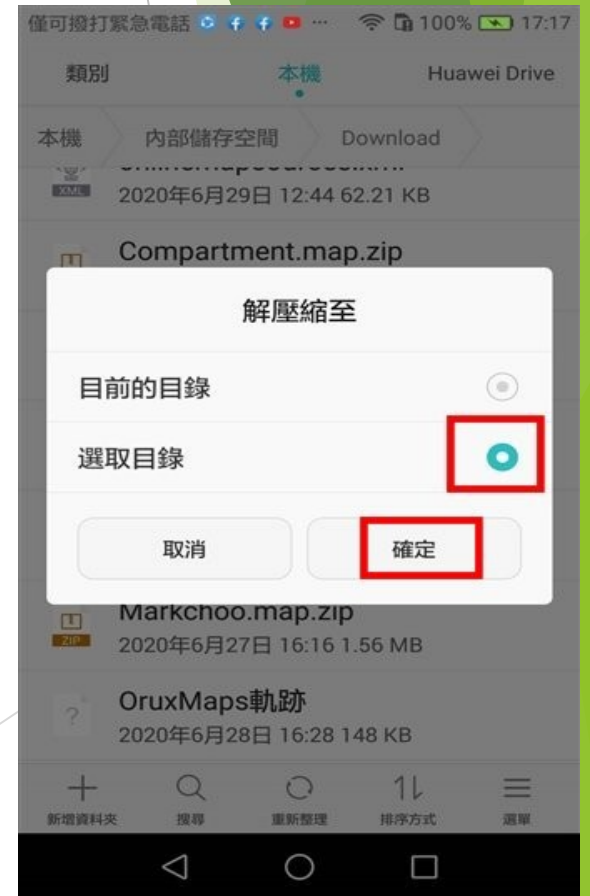 僅可撥打緊急電話 ... 100% 17:17
類別 本機 Huawei Drive
本機 內部儲存空間 Download
XML 2020年6月29日 12:44 62.21 KB
Compartment.map.zip
解壓縮至
目前的目錄
選取目錄
取消 確定
Markchoo.map.zip
ZIP 2020年6月27日 16:16 1.56 MB
OruxMaps軌跡
? 2020年6月28日 16:28 148 KB
新增資料夾 搜尋 重新整理 排序方式 選單